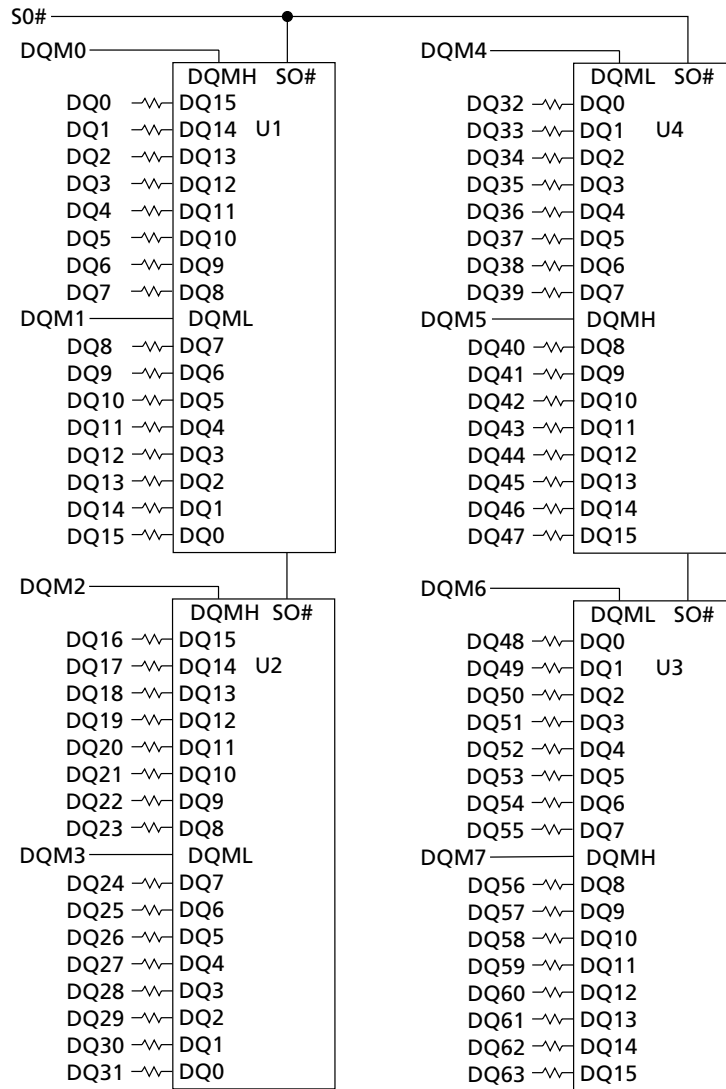 S0#
DQM0
DQMH SO#
DQ0 DQ15
DQ1 DQ14 U1
DQ2 DQ13
DQ3 DQ12
DQ4 DQ11
DQ5 DQ10
DQ6 DQ9
DQ7 DQ8
DQM1 DQML
DQ8 DQ7
DQ9 DQ6
DQ10 DQ5
DQ11 DQ4
DQ12 DQ3
DQ13 DQ2
DQ14 DQ1
DQ15 DQ0
DQM2
DQMH SO#
DQ16 DQ15
DQ17 DQ14 U2
DQ18 DQ13
DQ19 DQ12
DQ20 DQ11
DQ21 DQ10
DQ22 DQ9
DQ23 DQ8
DQM3 DQML
DQ24 DQ7
DQ25 DQ6
DQ26 DQ5
DQ27 DQ4
DQ28 DQ3
DQ29 DQ2
DQ30 DQ1
DQ31 DQ0
DQM4
DQML SO#
DQ32 DQ0
DQ33 DQ1 U4
DQ34 DQ2
DQ35 DQ3
DQ36 DQ4
DQ37 DQ5
DQ38 DQ6
DQ39 DQ7
DQM5 DQMH
DQ40 DQ8
DQ41 DQ9
DQ42 DQ10
DQ43 DQ11
DQ44 DQ12
DQ45 DQ13
DQ46 DQ14
DQ47 DQ15
DQM6
DQML SO#
DQ48 DQ0
DQ49 DQ1 U3
DQ50 DQ2
DQ51 DQ3
DQ52 DQ4
DQ53 DQ5
DQ54 DQ6
DQ55 DQ7
DQM7 DQMH
DQ56 DQ8
DQ57 DQ9
DQ58 DQ10
DQ59 DQ11
DQ60 DQ12
DQ61 DQ13
DQ62 DQ14
DQ63 DQ15